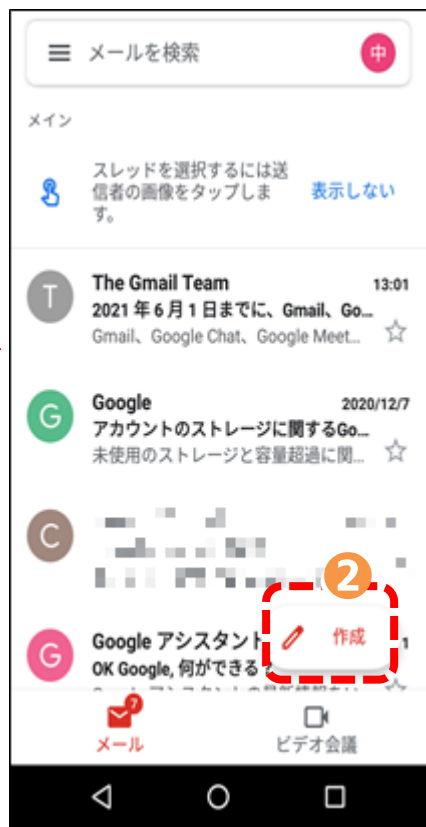 メールを検索
中
メイン
スレッドを選択するには送
信者の画像をタップしま
す。
表示しない
T
The Gmail Team 13:01
2021 年 6 月 1 日までに、Gmail、Go...
Gmail、Google Chat、Google Meet...
G
Google 2020/12/7
アカウントのストレージに関するGo...
未使用のストレージと容量超過に関...
C
2
作成
G
Google アシスタント
OK Google, 何ができる？
7
メール
ビデオ会議